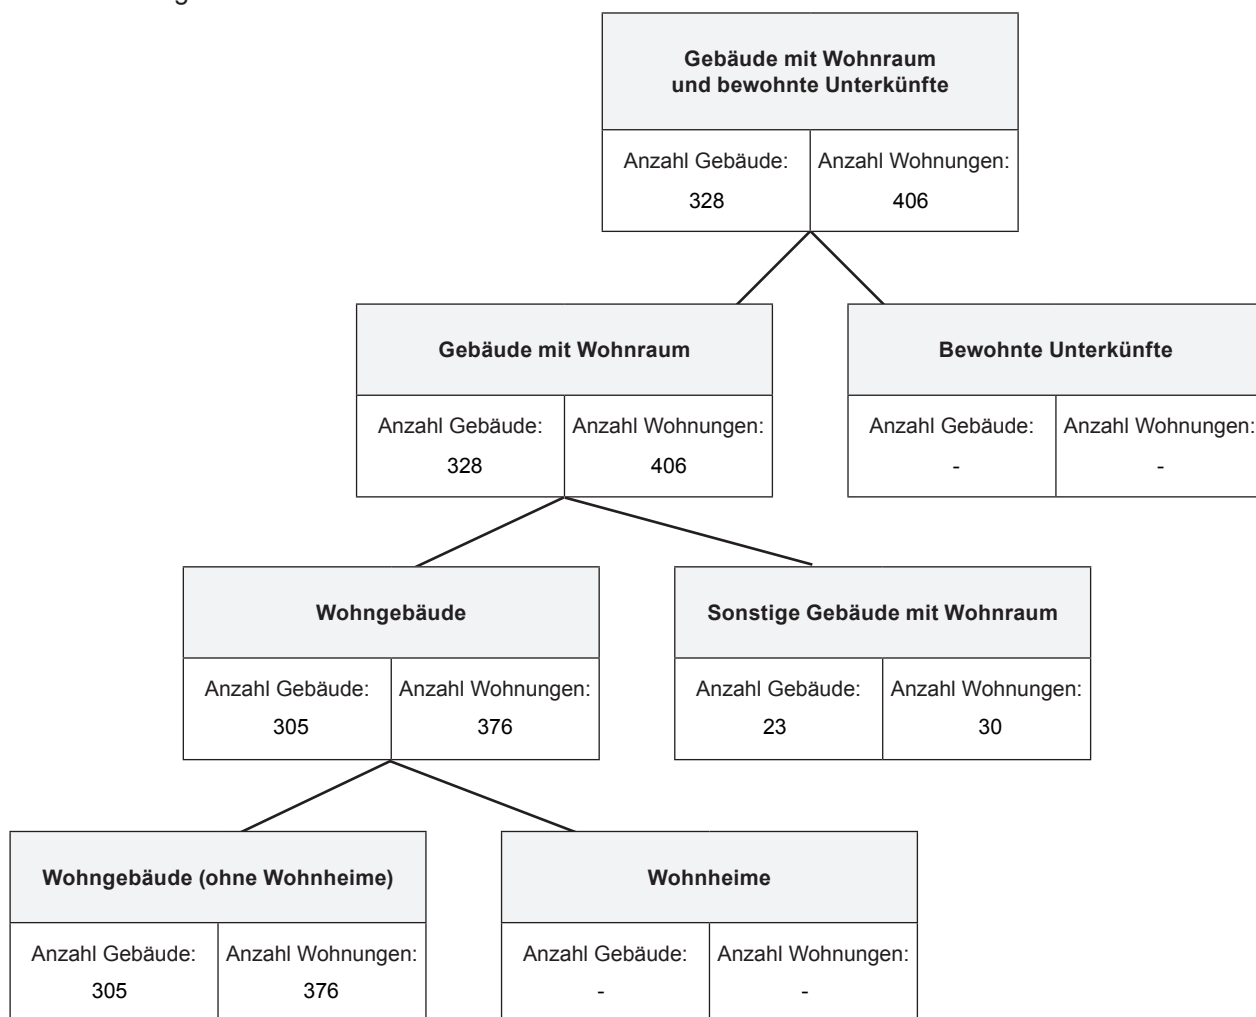 Gebäude mit Wohnraum
und bewohnte Unterkünfte
Anzahl Gebäude: Anzahl Wohnungen:
328 406
Gebäude mit Wohnraum Bewohnte Unterkünfte
Anzahl Gebäude: Anzahl Wohnungen: Anzahl Gebäude: Anzahl Wohnungen:
328 406 - -
Wohngebäude Sonstige Gebäude mit Wohnraum
Anzahl Gebäude: Anzahl Wohnungen: Anzahl Gebäude: Anzahl Wohnungen:
305 376 23 30
Wohngebäude (ohne Wohnheime) Wohnheime
Anzahl Gebäude: Anzahl Wohnungen: Anzahl Gebäude: Anzahl Wohnungen:
305 376 - -